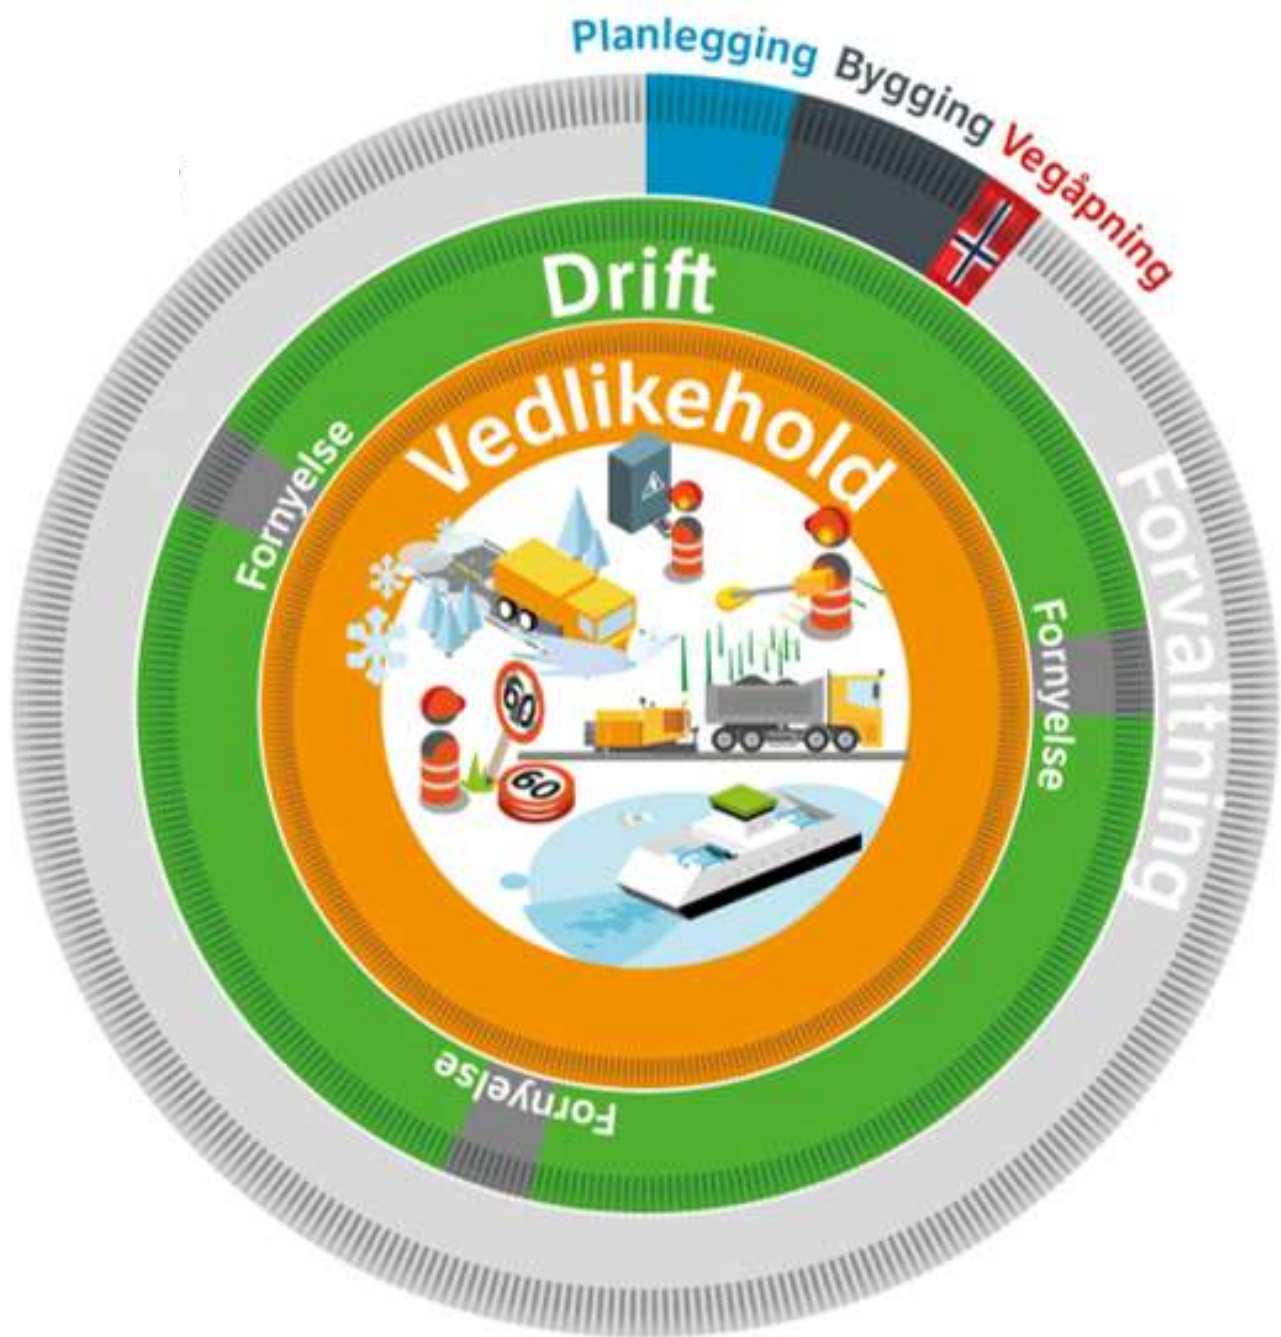 Planlegging
Bygging
Vegåpning
Drift
Vedlikehold
Fornyelse
Fornyelse
Forvaltning
Fornyelse
60
60